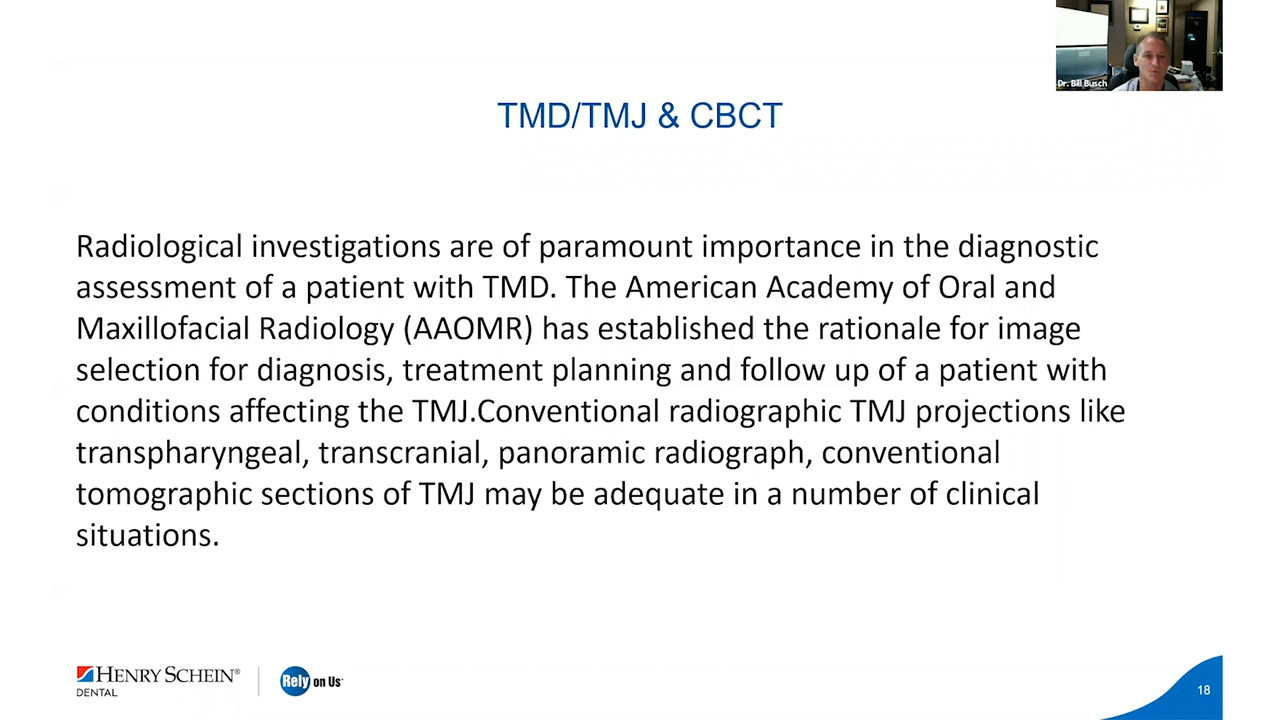 Dr. Bill Busch
TMD/TMJ & CBCT
Radiological investigations are of paramount importance in the diagnostic
assessment of a patient with TMD. The American Academy of Oral and
Maxillofacial Radiology (AAOMR) has established the rationale for image
selection for diagnosis, treatment planning and follow up of a patient with
conditions affecting the TMJ.Conventional radiographic TMJ projections like
transpharyngeal, transcranial, panoramic radiograph, conventional
tomographic sections of TMJ may be adequate in a number of clinical
situations.
HENRY SCHEIN®
DENTAL
Rely on Us™
18